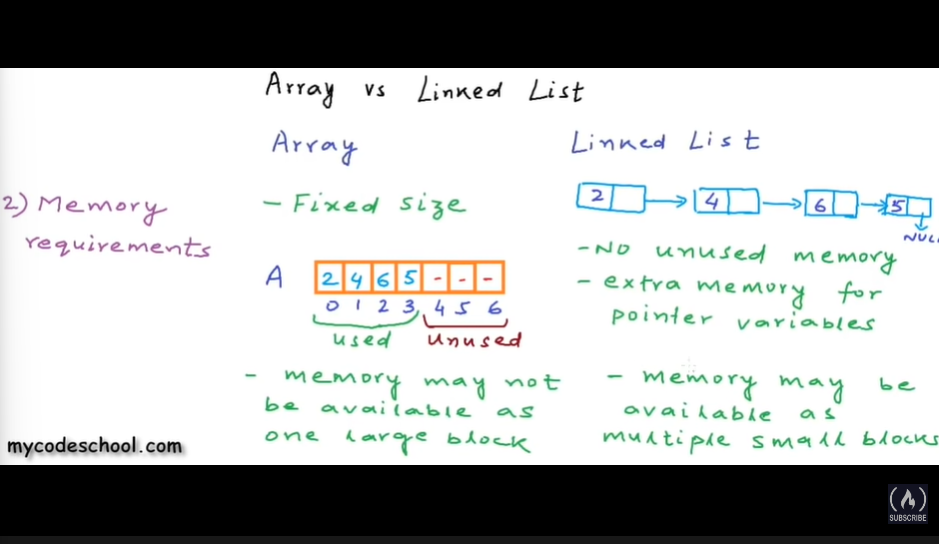 Array vs Linked List
Array
Linked List
2) Memory
requirements
- Fixed size
A
2 4 6 5 - - -
0 1 2 3 4 5 6
used unused
- memory may not
be available as
one large block
2 4 6 5
NULL
- NO unused memory
- extra memory for
pointer variables
- memory may be
available as
multiple small blocks
mycodeschool.com
SUBSCRIBE